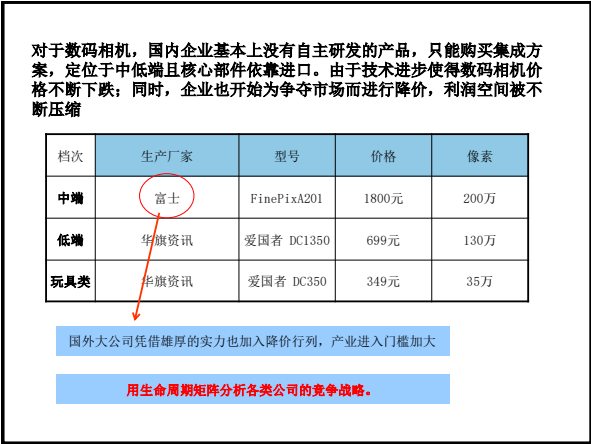 对于数码相机，国内企业基本上没有自主研发的产品，只能购买集成方
案，定位于中低端且核心部件依靠进口。由于技术进步使得数码相机价
格不断下跌；同时，企业也开始为争夺市场而进行降价，利润空间被不
断压缩
档次 生产厂家 型号 价格 像素
中端 富士 FinePixA201 1800元 200万
低端 华旗资讯 爱国者 DC1350 699元 130万
玩具类 华旗资讯 爱国者 DC350 349元 35万
国外大公司凭借雄厚的实力也加入降价行列，产业进入门槛加大
用生命周期矩阵分析各类公司的竞争战略。